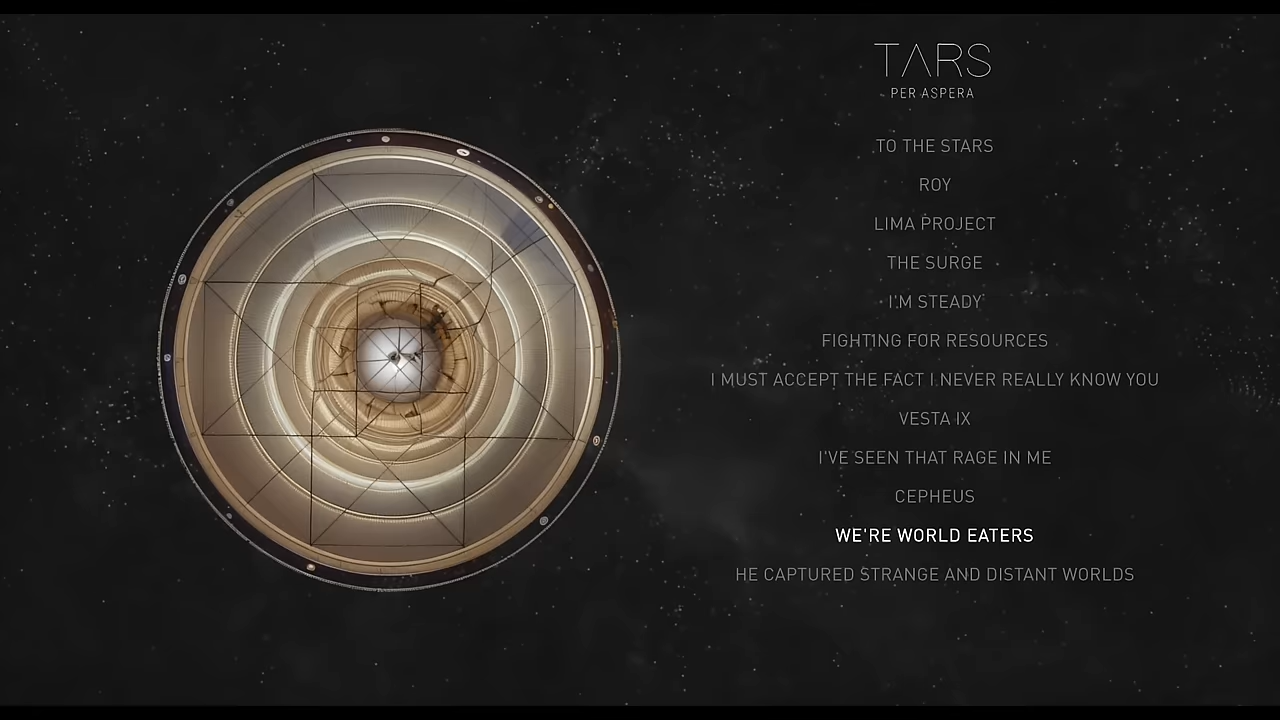 TARS
PER ASPERA
TO THE STARS
ROY
LIMA PROJECT
THE SURGE
I'M STEADY
FIGHTING FOR RESOURCES
I MUST ACCEPT THE FACT I NEVER REALLY KNOW YOU
VESTA IX
I'VE SEEN THAT RAGE IN ME
CEPHEUS
WE'RE WORLD EATERS
HE CAPTURED STRANGE AND DISTANT WORLDS